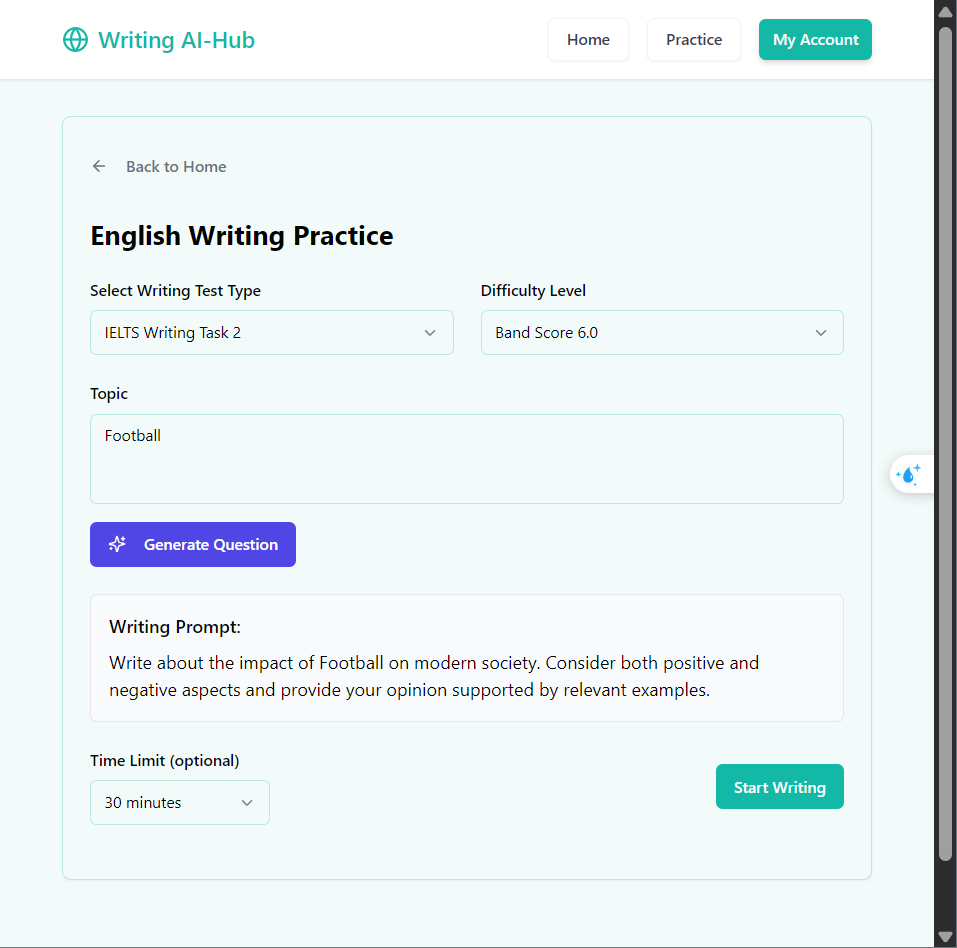 Writing AI-Hub
Home
Practice
My Account
Back to Home
English Writing Practice
Select Writing Test Type
Difficulty Level
IELTS Writing Task 2
Band Score 6.0
Topic
Football
Generate Question
Writing Prompt:
Write about the impact of Football on modern society. Consider both positive and
negative aspects and provide your opinion supported by relevant examples.
Time Limit (optional)
30 minutes
Start Writing